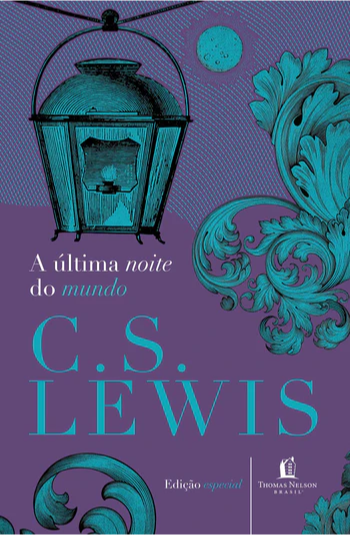 A última noite
do mundo
C. S.
LEWIS
Edição especial
THOMAS NELSON
BRASIL®